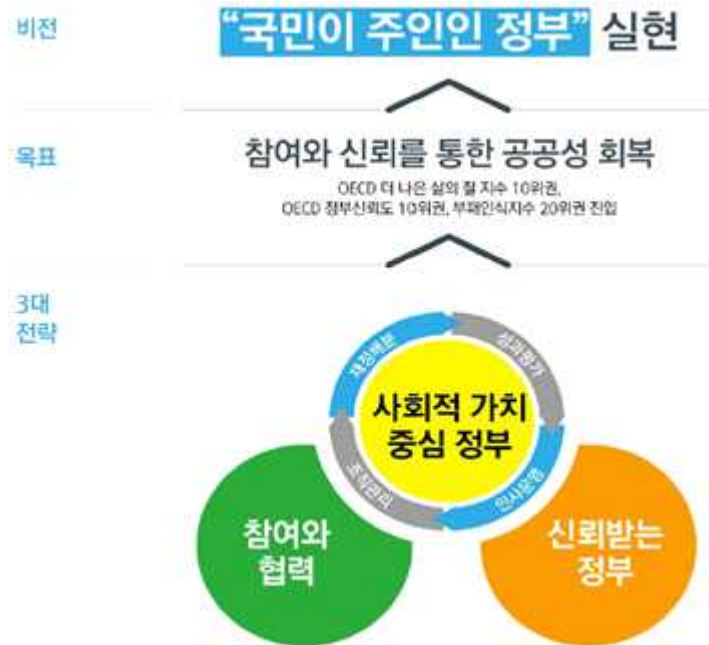 비전
“국민이 주인인 정부” 실현
목표
참여와 신뢰를 통한 공공성 회복
OECD 더 나은 삶의 질 지수 10위권,
OECD 정부신뢰도 10위권, 부패인식지수 20위권 진입
3대
전략
재정배분
성과평가
사회적 가치
중심 정부
조직관리
인사운영
참여와
협력
신뢰받는
정부